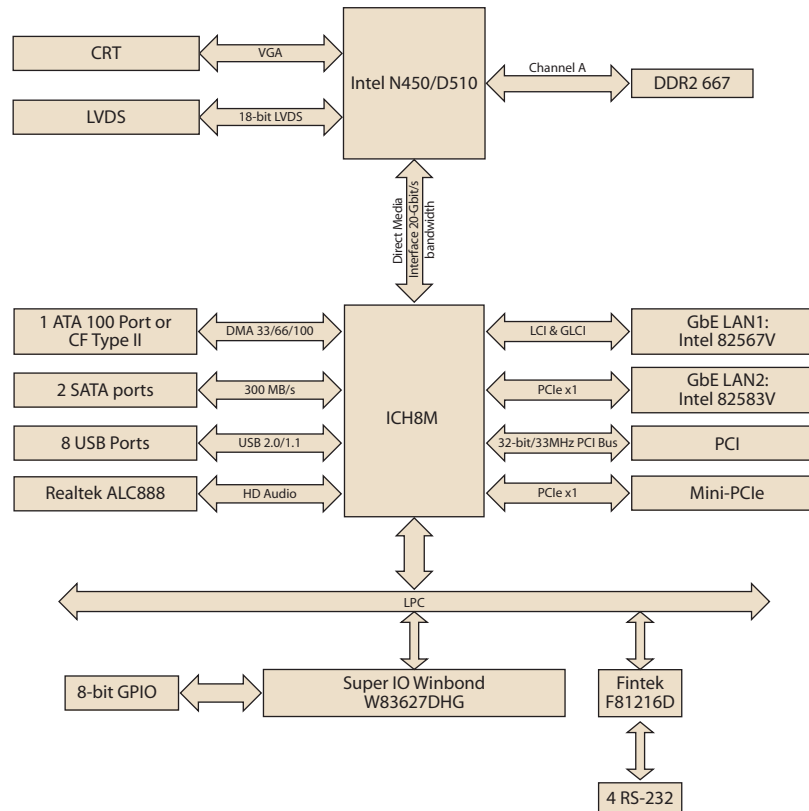 CRT
VGA
Intel N450/D510
Channel A
DDR2 667
LVDS
18-bit LVDS
Direct Media
Interface 20-Gbit/s
bandwidth
1 ATA 100 Port or
CF Type II
DMA 33/66/100
ICH8M
LCI & GLCI
GbE LAN1:
Intel 82567V
2 SATA ports
300 MB/s
PCIe x1
GbE LAN2:
Intel 82583V
8 USB Ports
USB 2.0/1.1
32-bit/33MHz PCI Bus
PCI
Realtek ALC888
HD Audio
PCIe x1
Mini-PCIe
LPC
8-bit GPIO
Super IO Winbond
W83627DHG
Fintek
F81216D
4 RS-232